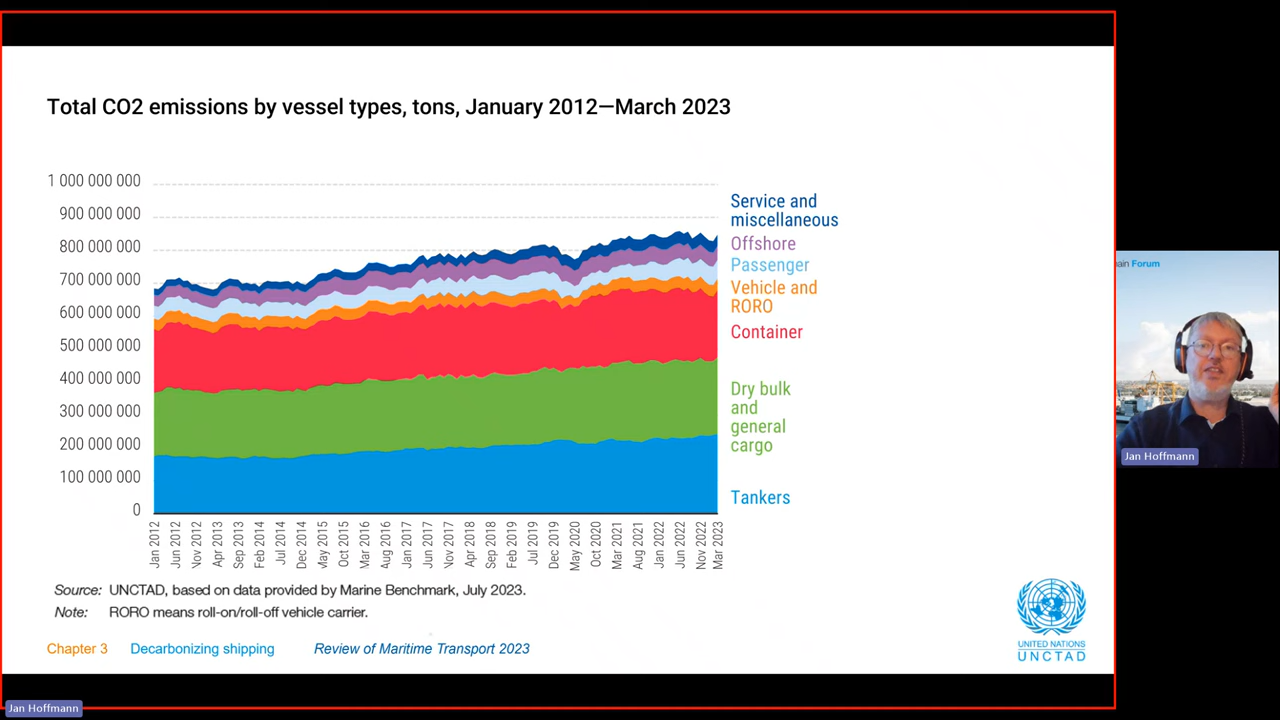 Total CO2 emissions by vessel types, tons, January 2012—March 2023
1 000 000 000
900 000 000
800 000 000
700 000 000
600 000 000
500 000 000
400 000 000
300 000 000
200 000 000
100 000 000
0
Jan 2012
Jun 2012
Nov 2012
Apr 2013
Sep 2013
Feb 2014
Jul 2014
Dec 2014
May 2015
Oct 2015
Mar 2016
Aug 2016
Jan 2017
Jun 2017
Nov 2017
Apr 2018
Sep 2018
Feb 2019
Jul 2019
Dec 2019
May 2020
Oct 2020
Mar 2021
Aug 2021
Jan 2022
Jun 2022
Nov 2022
Mar 2023
Service and
miscellaneous
Offshore
Passenger
Vehicle and
RORO
Container
Dry bulk
and
general
cargo
Tankers
Source: UNCTAD, based on data provided by Marine Benchmark, July 2023.
Note: RORO means roll-on/roll-off vehicle carrier.
Chapter 3 Decarbonizing shipping Review of Maritime Transport 2023
UNITED NATIONS
UNCTAD
ain Forum
Jan Hoffmann
Jan Hoffmann